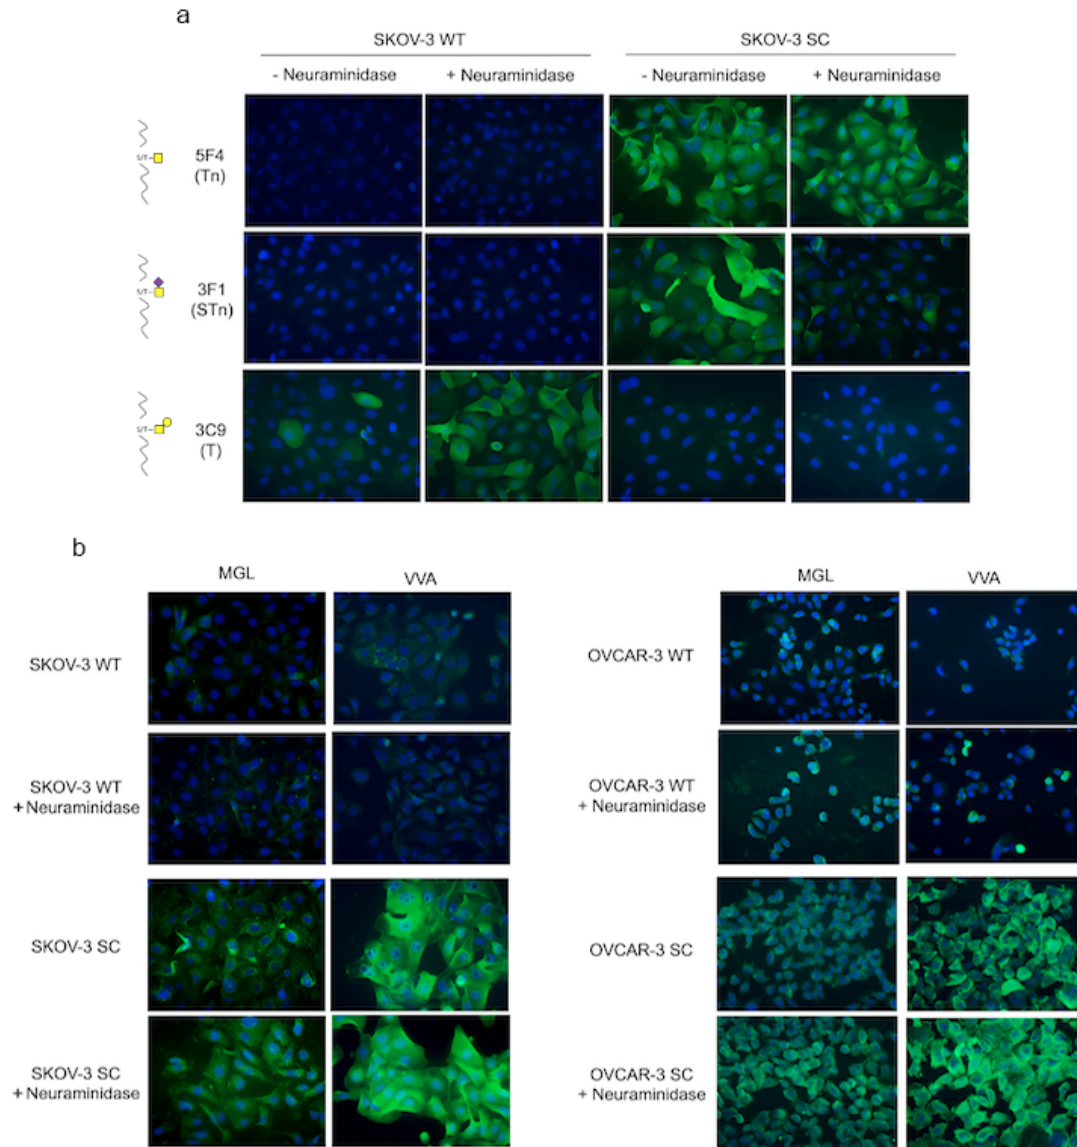 a
SKOV-3 WT
SKOV-3 SC
- Neuraminidase
+ Neuraminidase
- Neuraminidase
+ Neuraminidase
S/T
5F4
(Tn)
S/T
3F1
(STn)
S/T
3C9
(T)
b
MGL
VVA
MGL
VVA
SKOV-3 WT
OVCAR-3 WT
SKOV-3 WT
+ Neuraminidase
OVCAR-3 WT
+ Neuraminidase
SKOV-3 SC
OVCAR-3 SC
SKOV-3 SC
+ Neuraminidase
OVCAR-3 SC
+ Neuraminidase